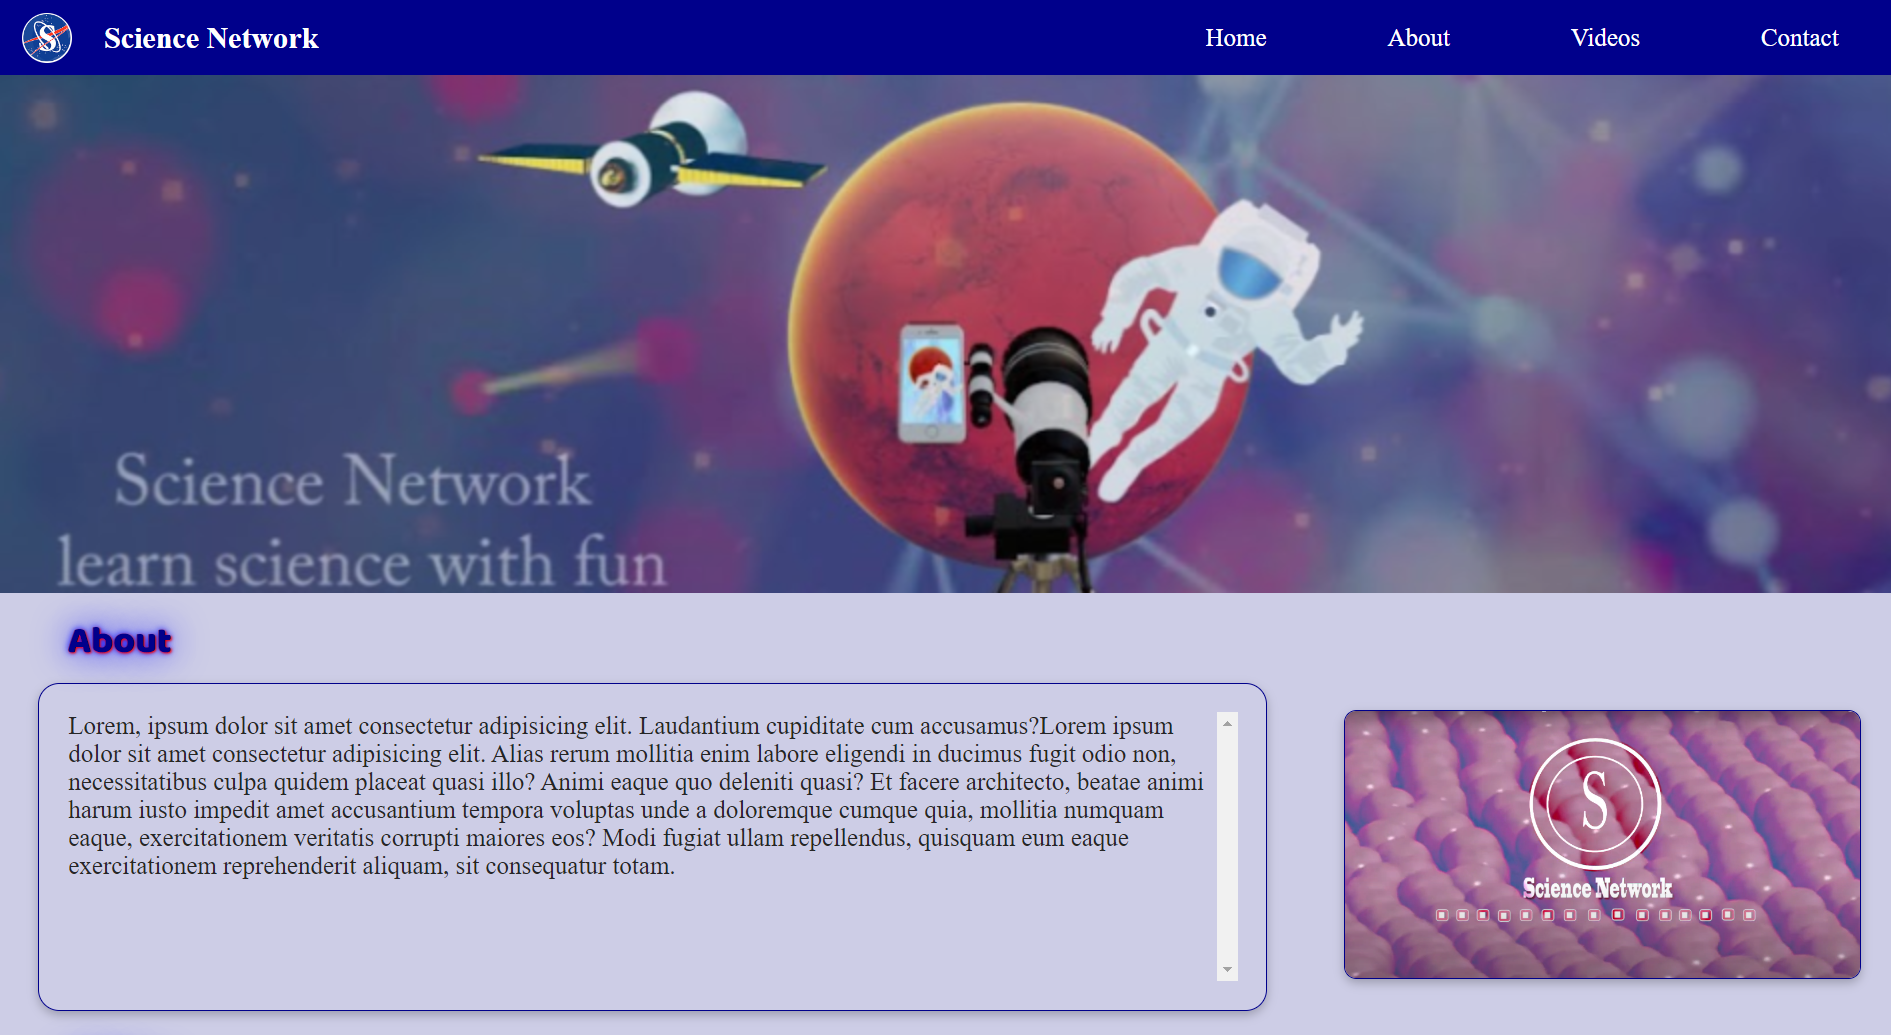 S
Science Network
Home
About
Videos
Contact
Science Network
learn science with fun
About
Lorem, ipsum dolor sit amet consectetur adipisicing elit. Laudantium cupiditate cum accusamus?Lorem ipsum
dolor sit amet consectetur adipisicing elit. Alias rerum mollitia enim labore eligendi in ducimus fugit odio non,
necessitatibus culpa quidem placeat quasi illo? Animi eaque quo deleniti quasi? Et facere architecto, beatae animi
harum iusto impedit amet accusantium tempora voluptas unde a doloremque cumque quia, mollitia numquam
eaque, exercitationem veritatis corrupti maiores eos? Modi fugiat ullam repellendus, quisquam eum eaque
exercitationem reprehenderit aliquam, sit consequatur totam.
S
Science Network